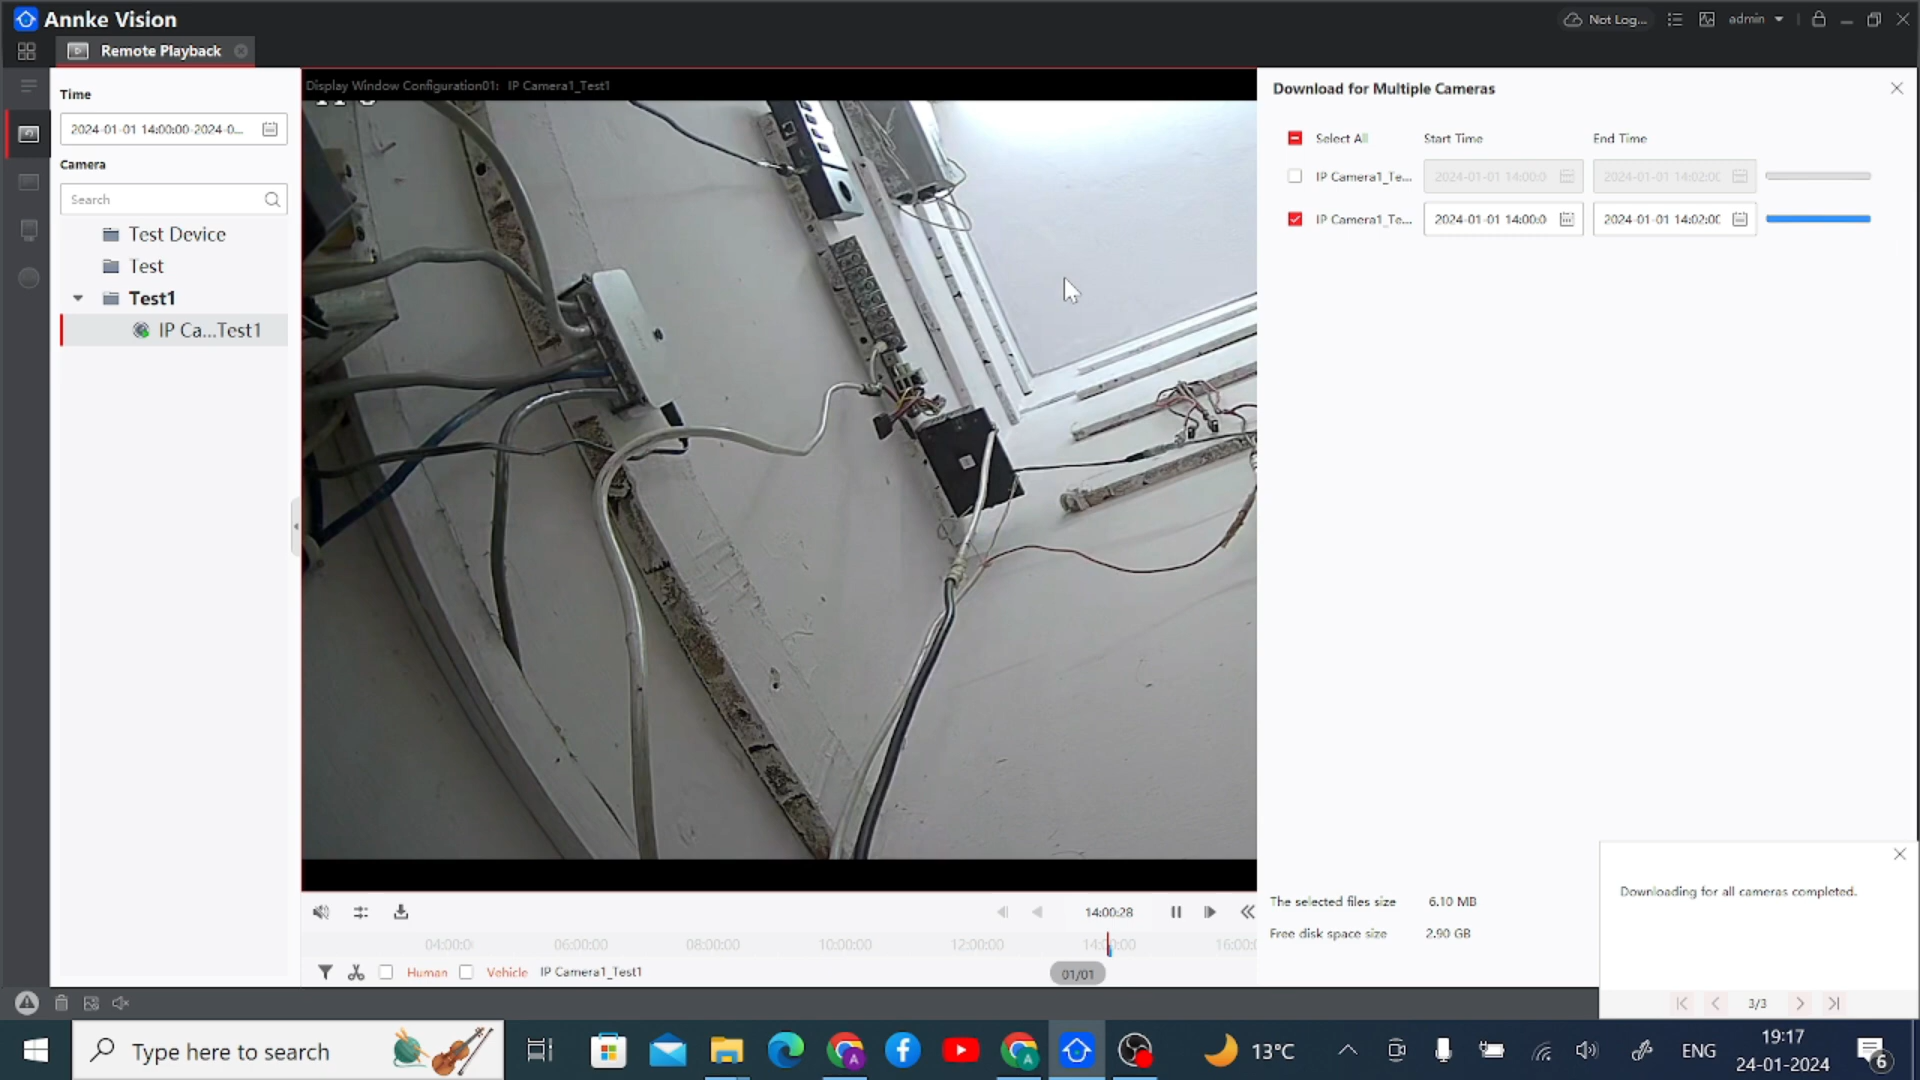 Annke Vision
Not Log...
admin
Remote Playback
Time
2024-01-01 14:00:00-2024-0...
Camera
Search
Test Device
Test
Test1
IP Ca...Test1
Display Window Configuration01: IP Camera1_Test1
14:00:28
04:00:0
06:00:00
08:00:00
10:00:00
12:00:00
14:00:00
16:00:
Human
Vehicle
IP Camera1_Test1
01/01
Download for Multiple Cameras
Select All
Start Time
End Time
IP Camera1_Te...
2024-01-01 14:00:0
2024-01-01 14:02:00
IP Camera1_Te...
2024-01-01 14:00:0
2024-01-01 14:02:00
The selected files size 6.10 MB
Free disk space size 2.90 GB
Downloading for all cameras completed.
3/3
Type here to search
13°C
ENG
19:17
24-01-2024
6